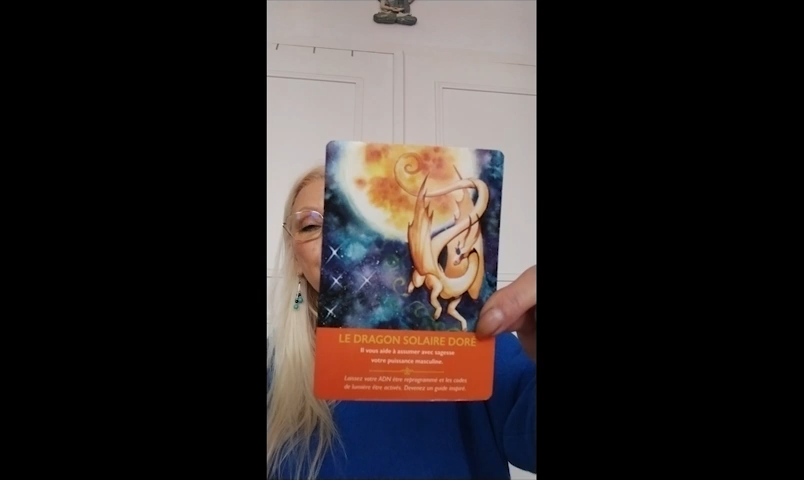 LE DRAGON SOLAIRE DORÉ
Il vous aide à assumer avec sagesse
votre puissance masculine.
Laissez votre ADN être reprogrammé et les codes
de lumière être activés. Devenez un guide inspiré.